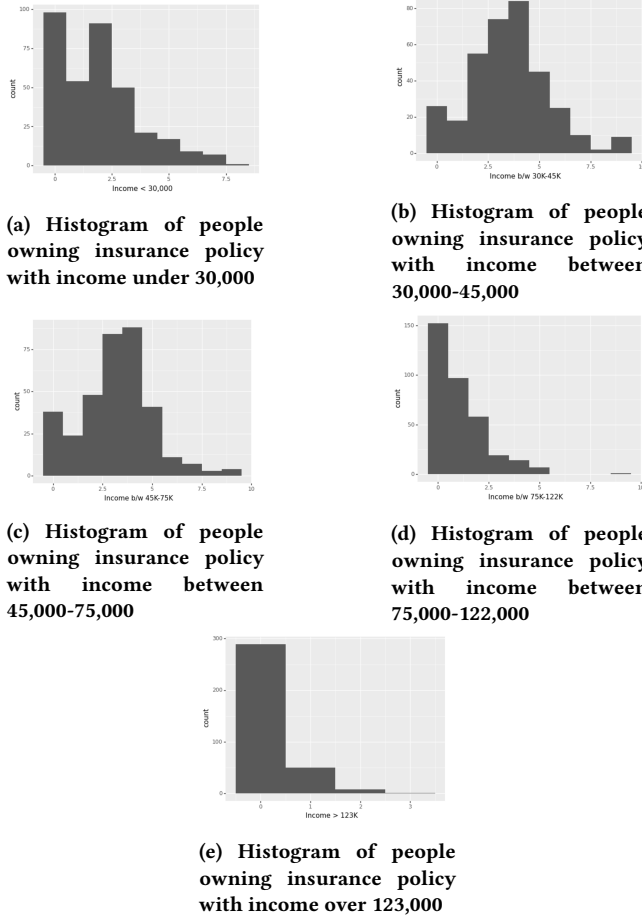 100
75
50
25
0
count
0
2.5
5
7.5
Income < 30,000
(a) Histogram of people
owning insurance policy
with income under 30,000
80
60
40
20
0
count
0
2.5
5
7.5
10
Income b/w 30K-45K
(b) Histogram of people
owning insurance policy
with income between
30,000-45,000
75
50
25
0
count
0
2.5
5
7.5
10
Income b/w 45K-75K
(c) Histogram of people
owning insurance policy
with income between
45,000-75,000
150
100
50
0
count
0
2.5
5
7.5
10
Income b/w 75K-122K
(d) Histogram of people
owning insurance policy
with income between
75,000-122,000
300
200
100
0
count
0
1
2
3
Income > 123K
(e) Histogram of people
owning insurance policy
with income over 123,000